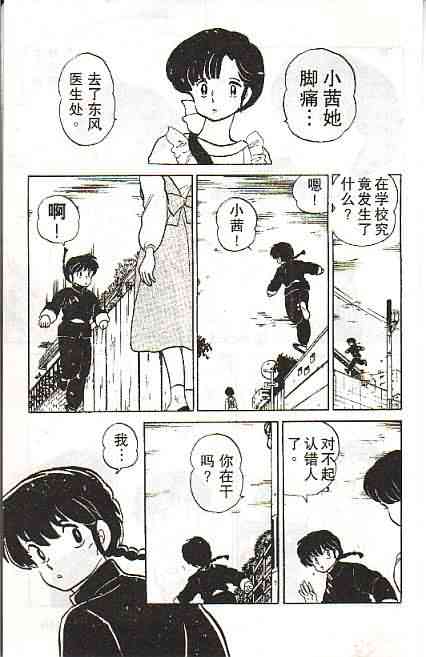 小茜她
脚痛…
去了东风
医生处。
在学校究
竟发生了
什么？
嗯！
小茜！
啊！
对不起
认错人
了。
你在干
吗？
我…